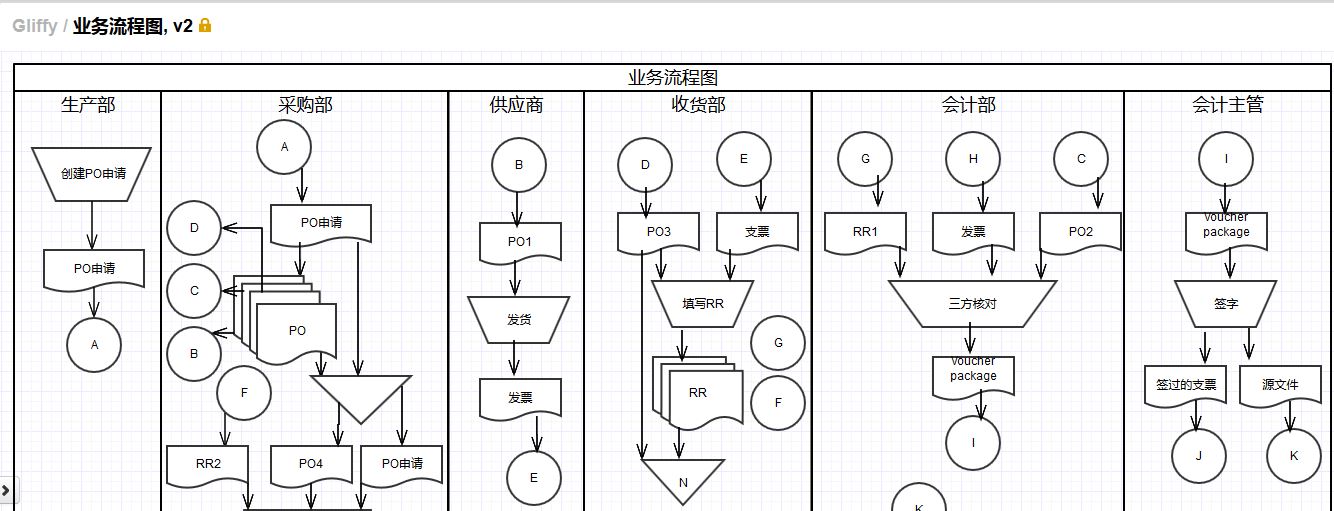 Gliffy / 业务流程图, v2
业务流程图
生产部
采购部
供应商
收货部
会计部
会计主管
创建PO申请
PO申请
A
A
PO申请
D
C
B
PO
F
RR2
PO4
PO申请
B
PO1
发货
发票
E
D
E
PO3
支票
填写RR
G
F
RR
N
G
H
C
RR1
发票
PO2
三方核对
voucher
package
I
K
I
voucher
package
签字
签过的支票
源文件
J
K